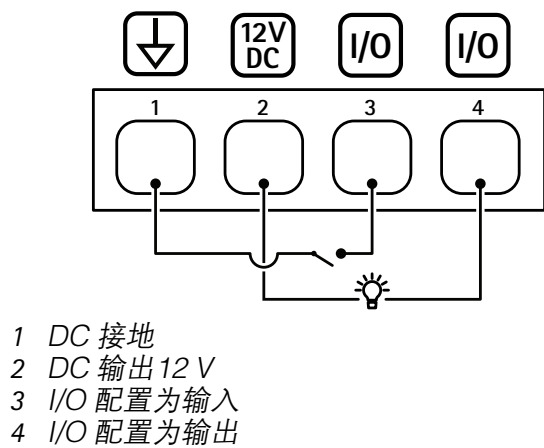 12V DC I/O I/O
1 2 3 4
1 DC 接地
2 DC 输出12 V
3 I/O 配置为输入
4 I/O 配置为输出